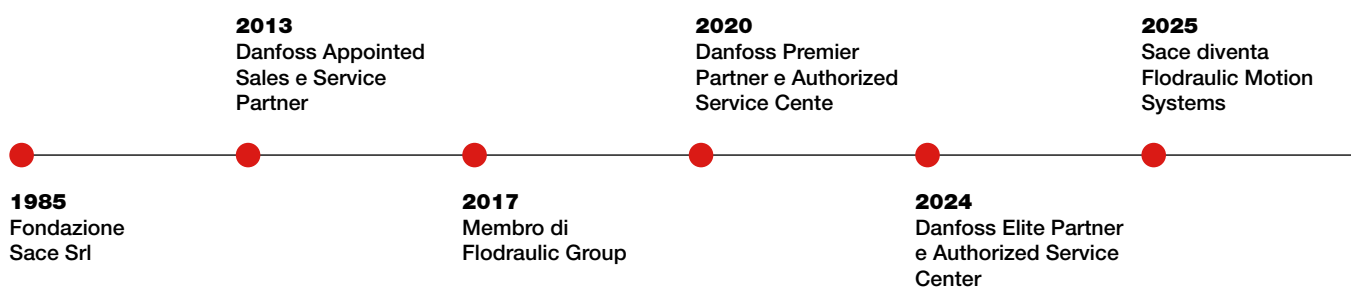 1985
Fondazione
Sace Srl
2013
Danfoss Appointed
Sales e Service
Partner
2017
Membro di
Flodraulic Group
2020
Danfoss Premier
Partner e Authorized
Service Cente
2024
Danfoss Elite Partner
e Authorized Service
Center
2025
Sace diventa
Flodraulic Motion
Systems